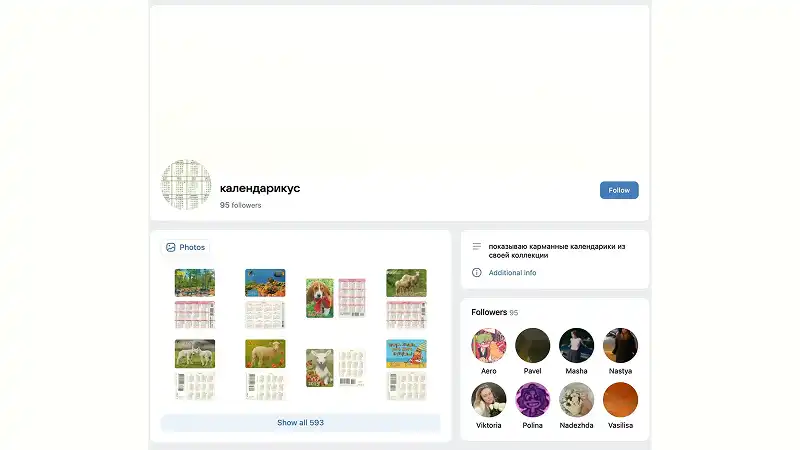 календарикус
95 followers
Follow
Photos
Show all 593
показываю карманные календарики из
своей коллекции
Additional info
Followers 95
Aero
Pavel
Masha
Nastya
Viktoria
Polina
Nadezhda
Vasilisa